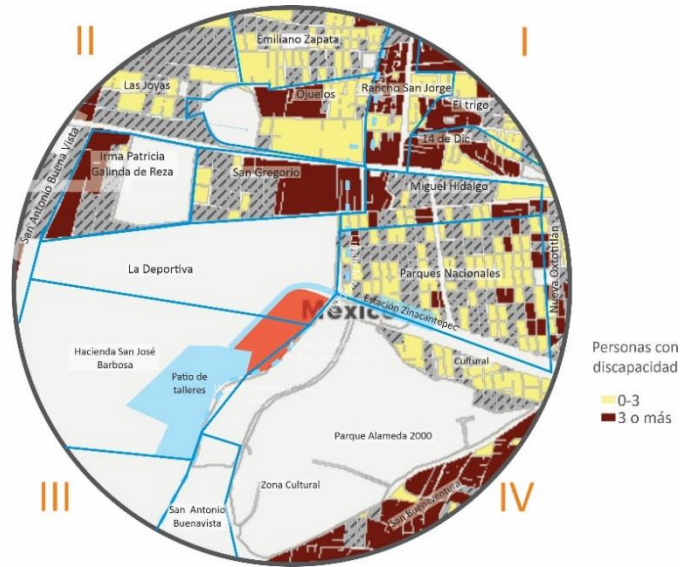 II
I
Emiliano Zapata
Las Joyas
Ojuelos
Rancho San Jorge
El trigo
14 de Dic
San Antonio Buena Vista
Irma Patricia
Galinda de Reza
San Gregorio
Miguel Hidalgo
La Deportiva
Parques Nacionales
Nueva Oxtotitlán
México
Estación Zinacantepec
Hacienda San José
Barbosa
Patio de
talleres
Cultural
Personas con
discapacidad
0-3
3 o más
Parque Alameda 2000
Zona Cultural
San Buenaventura
III
IV
San Antonio
Buenavista